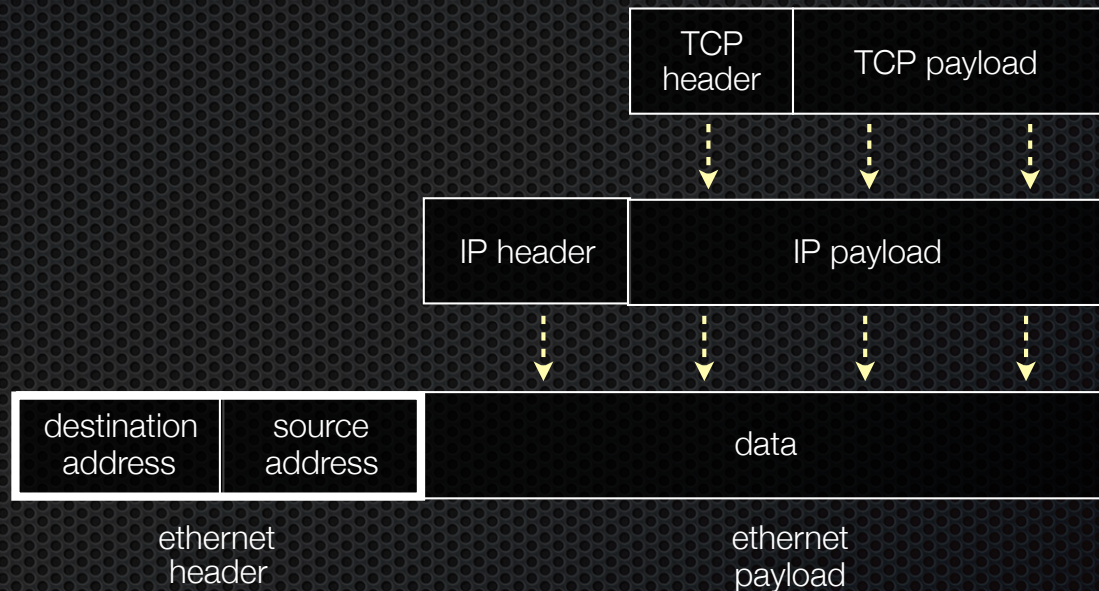 TCP
header
TCP payload
IP header
IP payload
destination
address
source
address
data
ethernet
header
ethernet
payload